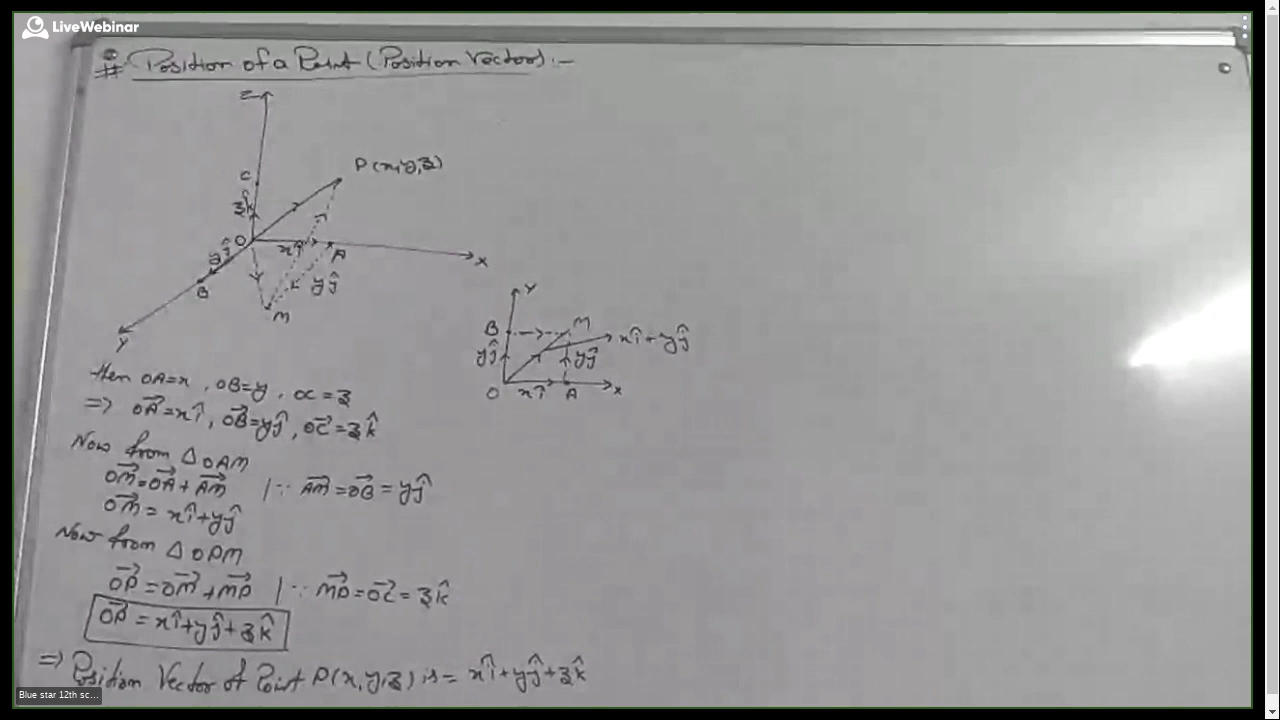 LiveWebinar
# Position of a Point (Position Vector) :-
Z
P(x,y,z)
C
zk̂
O
xî
A
yĵ
B
yĵ
M
X
Y
Y
B
M
xî+yĵ
yĵ
yĵ
O
xî
A
X
then OA=x, OB=y, OC=z
=> OA⃗=xî, OB⃗=yĵ, OC⃗=zk̂
Now from △OAM
OM⃗=OA⃗+AM⃗ | ∵ AM⃗=OB⃗=yĵ
OM⃗=xî+yĵ
Now from △OPM
OP⃗=OM⃗+MP⃗ | ∵ MP⃗=OC⃗=zk̂
OP⃗=xî+yĵ+zk̂
=> Position Vector of Point P(x,y,z) is= xî+yĵ+zk̂
Blue star 12th sc...